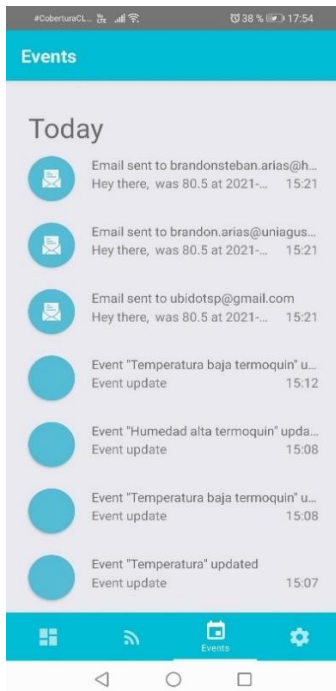 #CoberturaCL... 38 % 17:54
Events
Today
Email sent to brandonsteban.arias@h...
Hey there, was 80.5 at 2021-... 15:21
Email sent to brandon.arias@uniagus...
Hey there, was 80.5 at 2021-... 15:21
Email sent to ubidotsp@gmail.com
Hey there, was 80.5 at 2021-... 15:21
Event "Temperatura baja termoquin" u...
Event update 15:12
Event "Humedad alta termoquin" upda...
Event update 15:08
Event "Temperatura baja termoquin" u...
Event update 15:08
Event "Temperatura" updated
Event update 15:07
Events